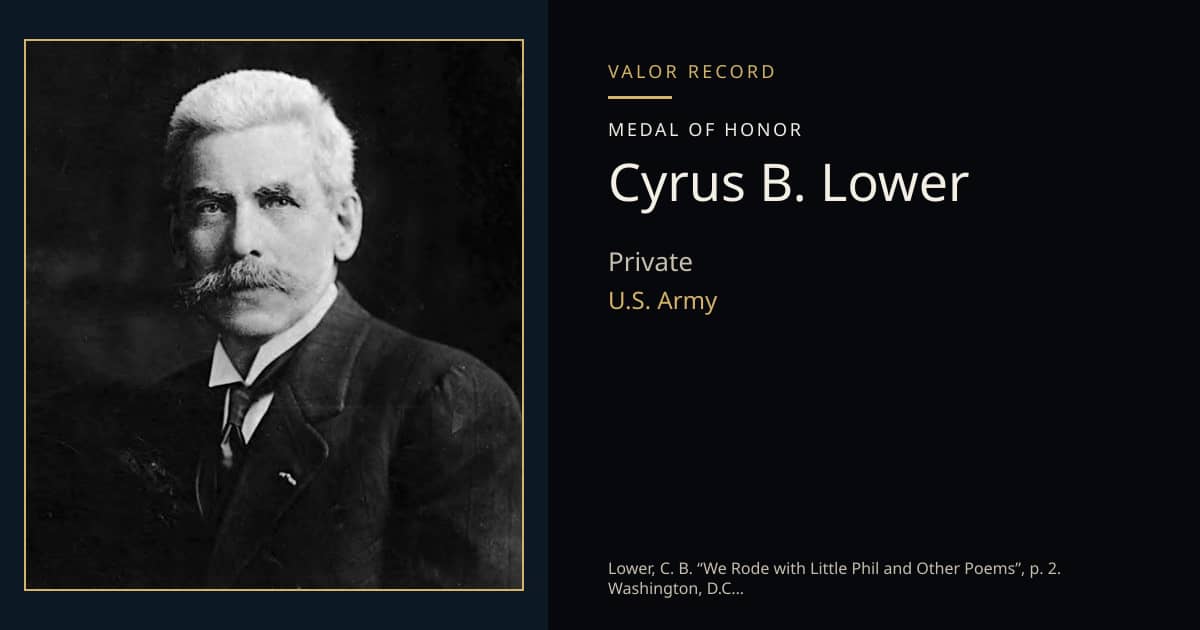 VALOR RECORD
MEDAL OF HONOR
Cyrus B. Lower
Private
U.S. Army
Lower, C. B. “We Rode with Little Phil and Other Poems”, p. 2.
Washington, D.C...